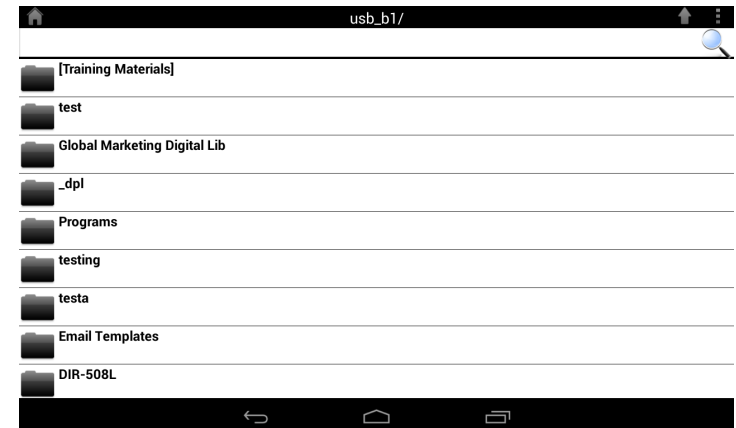 usb_b1/
[Training Materials]
test
Global Marketing Digital Lib
_dpl
Programs
testing
testa
Email Templates
DIR-508L